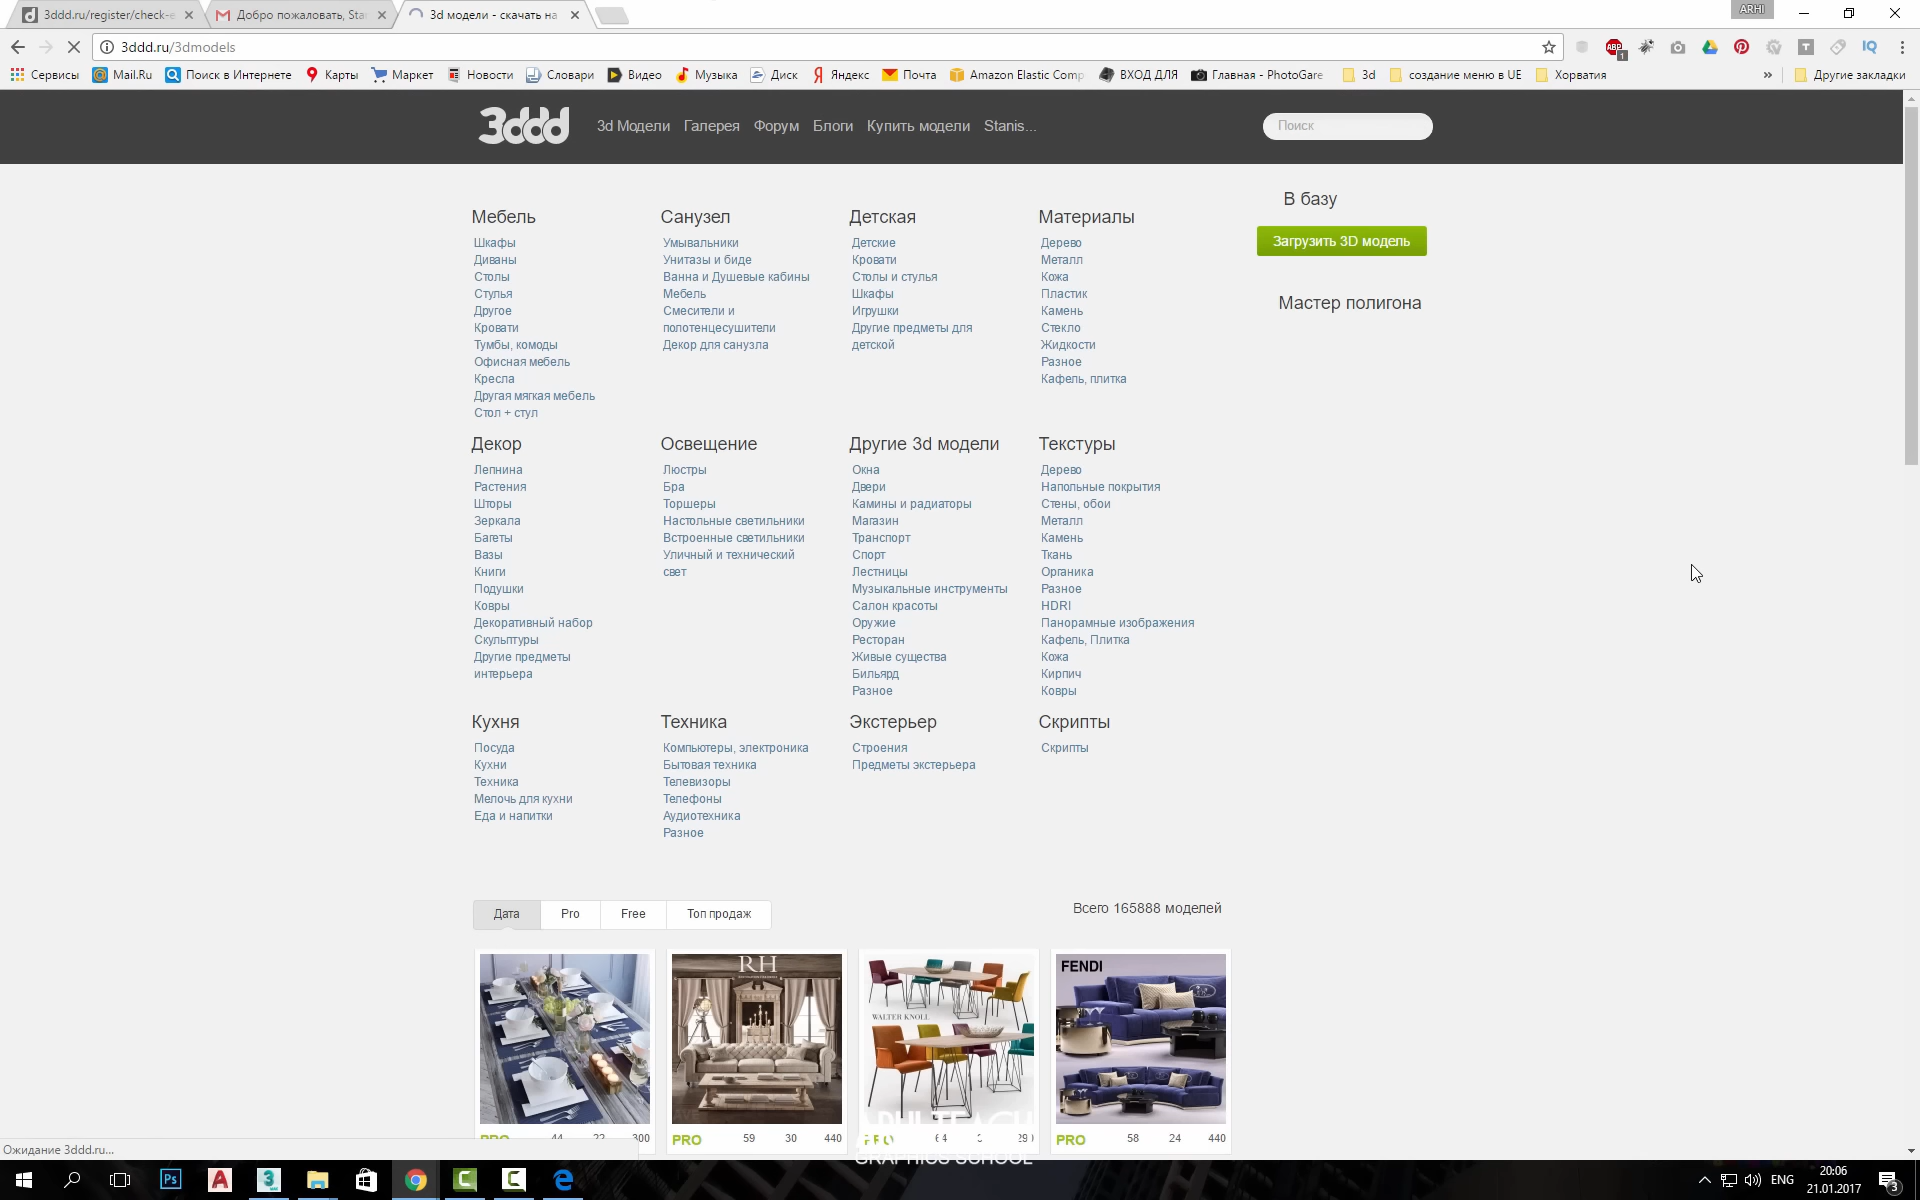 3ddd.ru/register/check-e
Добро пожаловать, Sta
3d модели - скачать на
ARHI
3ddd.ru/3dmodels
Сервисы
Mail.Ru
Поиск в Интернете
Карты
Маркет
Новости
Словари
Видео
Музыка
Диск
Яндекс
Почта
Amazon Elastic Comp
ВХОД ДЛЯ
Главная - PhotoGare
3d
создание меню в UE
Хорватия
»
Другие закладки
3ddd
3d Модели Галерея Форум Блоги Купить модели Stanis...
Поиск
Мебель
Шкафы
Диваны
Столы
Стулья
Другое
Кровати
Тумбы, комоды
Офисная мебель
Кресла
Другая мягкая мебель
Стол + стул
Санузел
Умывальники
Унитазы и биде
Ванна и Душевые кабины
Мебель
Смесители и
полотенцесушители
Декор для санузла
Детская
Детские
Кровати
Столы и стулья
Шкафы
Игрушки
Другие предметы для
детской
Материалы
Дерево
Металл
Кожа
Пластик
Камень
Стекло
Жидкости
Разное
Кафель, плитка
В базу
Загрузить 3D модель
Мастер полигона
Декор
Лепнина
Растения
Шторы
Зеркала
Багеты
Вазы
Книги
Подушки
Ковры
Декоративный набор
Скульптуры
Другие предметы
интерьера
Освещение
Люстры
Бра
Торшеры
Настольные светильники
Встроенные светильники
Уличный и технический
свет
Другие 3d модели
Окна
Двери
Камины и радиаторы
Магазин
Транспорт
Спорт
Лестницы
Музыкальные инструменты
Салон красоты
Оружие
Ресторан
Живые существа
Бильярд
Разное
Текстуры
Дерево
Напольные покрытия
Стены, обои
Металл
Камень
Ткань
Органика
Разное
HDRI
Панорамные изображения
Кафель, Плитка
Кожа
Кирпич
Ковры
Кухня
Посуда
Кухни
Техника
Мелочь для кухни
Еда и напитки
Техника
Компьютеры, электроника
Бытовая техника
Телевизоры
Телефоны
Аудиотехника
Разное
Экстерьер
Строения
Предметы экстерьера
Скрипты
Скрипты
Дата Pro Free Топ продаж
Всего 165888 моделей
RH
WALTER KNOLL
FENDI
PRO 44 22 300
PRO 59 30 440
PRO
PRO 58 24 440
GRAPHICS SCHOOL
Ожидание 3ddd.ru...
ENG
20:06
21.01.2017
3